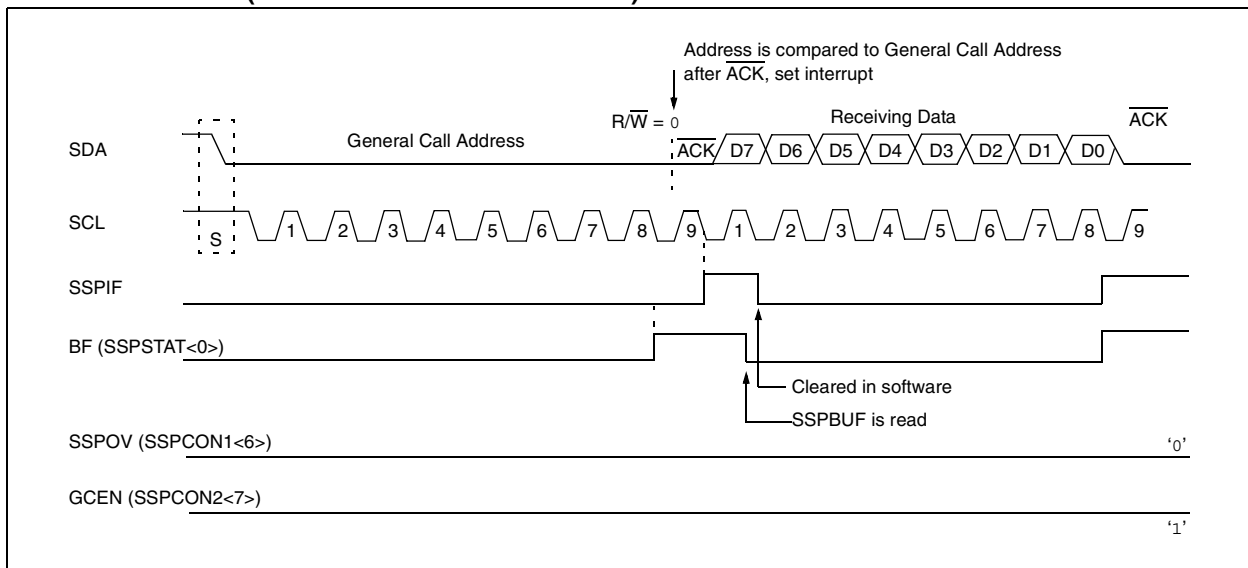 Address is compared to General Call Address
after ACK, set interrupt
R/W = 0
Receiving Data
ACK
SDA
General Call Address
ACK
D7 D6 D5 D4 D3 D2 D1 D0
SCL
S
1 2 3 4 5 6 7 8 9 1 2 3 4 5 6 7 8 9
SSPIF
BF (SSPSTAT<0>)
Cleared in software
SSPBUF is read
SSPOV (SSPCON1<6>)
‘0’
GCEN (SSPCON2<7>)
‘1’